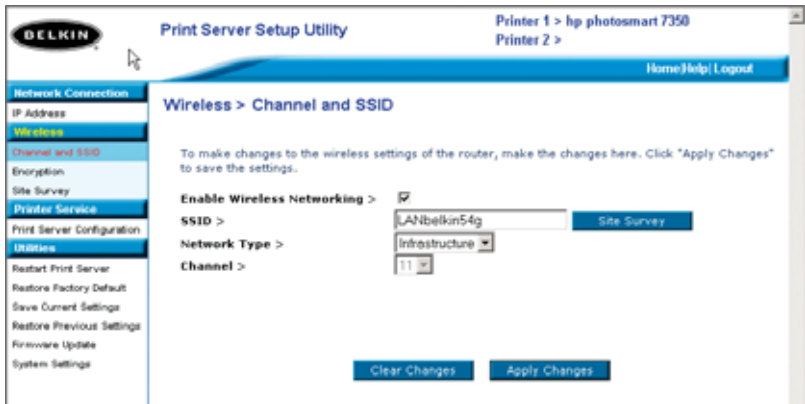 BELKIN
Print Server Setup Utility
Printer 1 > hp photosmart 7350
Printer 2 >
Home|Help|Logout
Network Connection
IP Address
Wireless
Channel and SSID
Encryption
Site Survey
Printer Service
Print Server Configuration
Utilities
Restart Print Server
Restore Factory Default
Save Current Settings
Restore Previous Settings
Firmware Update
System Settings
Wireless > Channel and SSID
To make changes to the wireless settings of the router, make the changes here. Click "Apply Changes"
to save the settings.
Enable Wireless Networking >
SSID > LANbelkin54g Site Survey
Network Type > Infrastructure
Channel > 11
Clear Changes Apply Changes